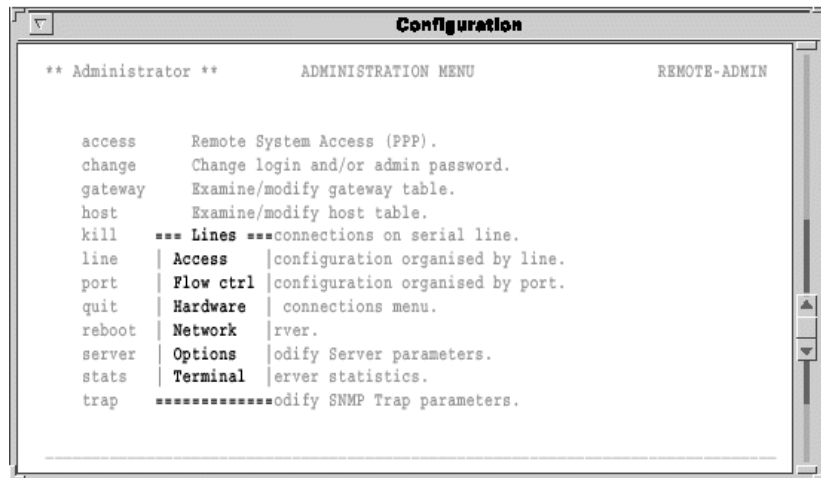 Configuration
** Administrator ** ADMINISTRATION MENU REMOTE-ADMIN
access Remote System Access (PPP).
change Change login and/or admin password.
gateway Examine/modify gateway table.
host Examine/modify host table.
kill === Lines ===connections on serial line.
line | Access |configuration organised by line.
port | Flow ctrl |configuration organised by port.
quit | Hardware | connections menu.
reboot | Network |rver.
server | Options |odify Server parameters.
stats | Terminal |erver statistics.
trap =============odify SNMP Trap parameters.